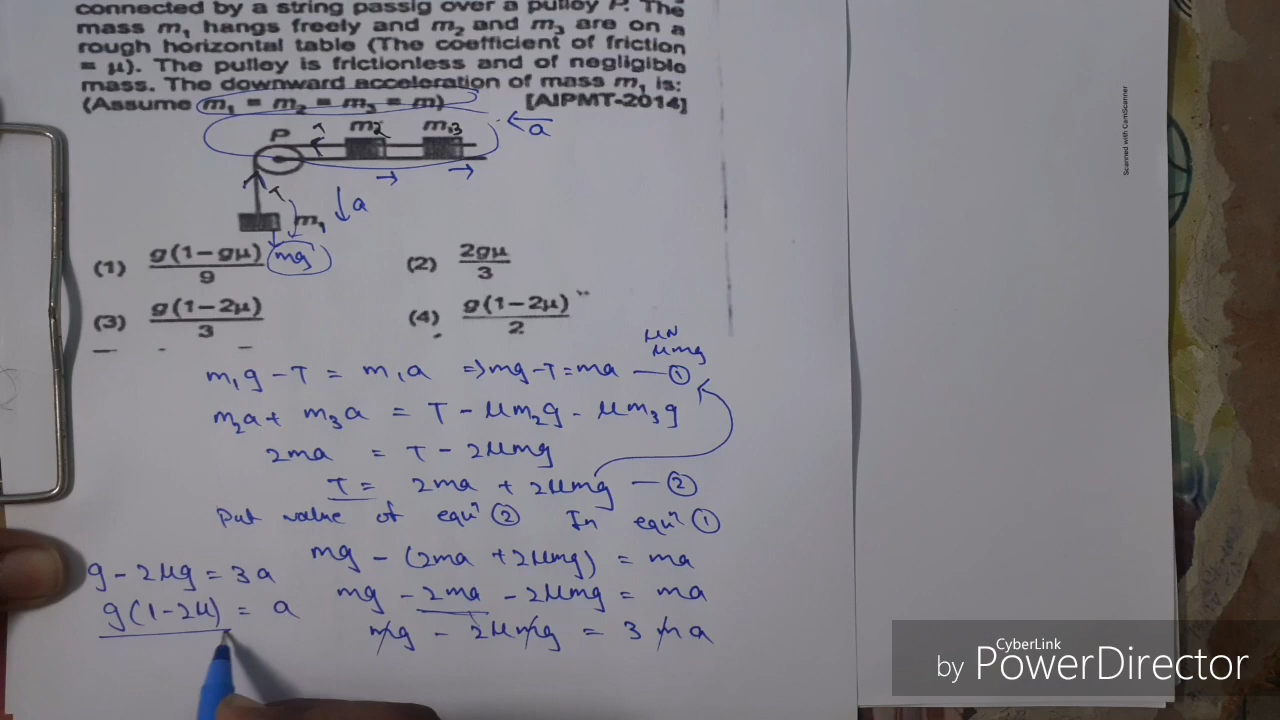 connected by a string passig over a pulley P. The
mass m₁ hangs freely and m₂ and m₃ are on a
rough horizontal table (The coefficient of friction
= μ). The pulley is frictionless and of negligible
mass. The downward acceleration of mass m₁ is:
(Assume m₁ = m₂ = m₃ = m) [AIPMT-2014]
P m₂ m₃ a
T
a
m₁
mg
(1) g(1−gμ)/9 (2) 2gμ/3
(3) g(1−2μ)/3 (4) g(1−2μ)/2
μN
μmg
m₁g − T = m₁a ⇒ mg − T = ma — ①
m₂a + m₃a = T − μm₂g − μm₃g
2ma = T − 2μmg
T = 2ma + 2μmg — ②
Put value of equⁿ ② In equⁿ ①
mg − (2ma + 2μmg) = ma
mg − 2ma − 2μmg = ma
mg − 2μmg = 3ma
g − 2μg = 3a
g(1−2μ) = a
Scanned with CamScanner
CyberLink
by PowerDirector